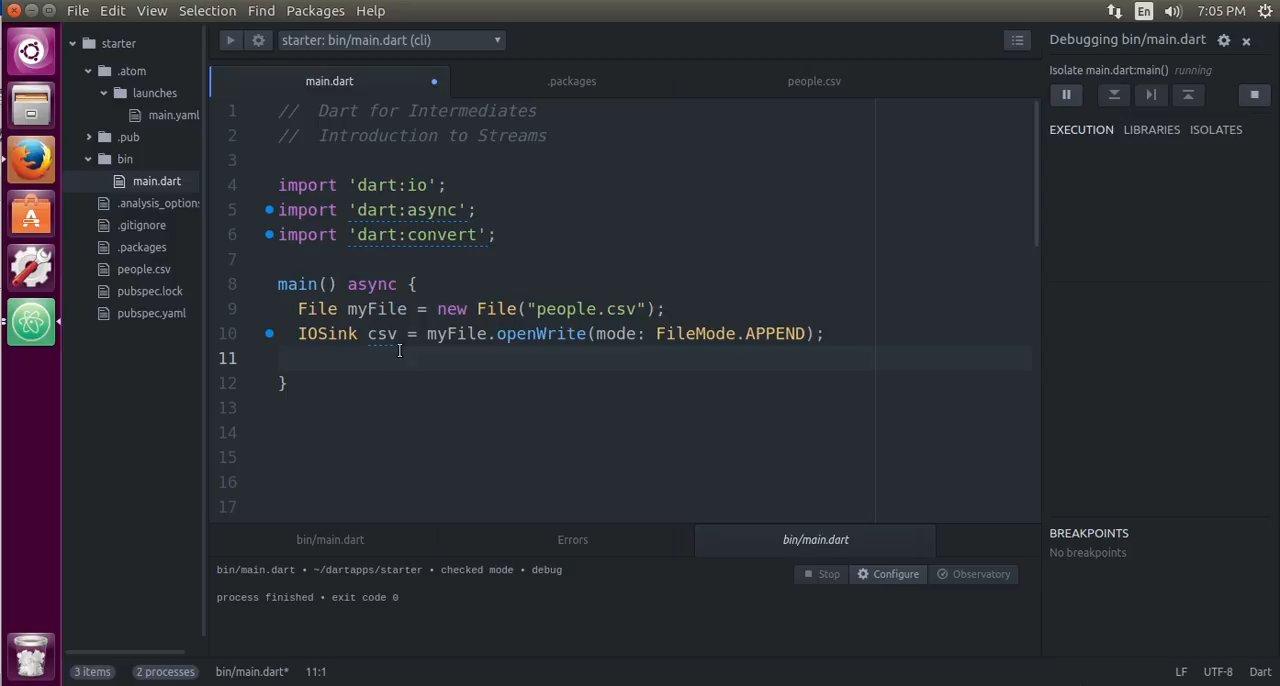 File Edit View Selection Find Packages Help
En 7:05 PM
starter
.atom
launches
main.yaml
.pub
bin
main.dart
.analysis_options
.gitignore
.packages
people.csv
pubspec.lock
pubspec.yaml
starter: bin/main.dart (cli)
main.dart .packages people.csv
1 // Dart for Intermediates
2 // Introduction to Streams
3
4 import 'dart:io';
5 import 'dart:async';
6 import 'dart:convert';
7
8 main() async {
9 File myFile = new File("people.csv");
10 IOSink csv = myFile.openWrite(mode: FileMode.APPEND);
11
12 }
13
14
15
16
17
bin/main.dart Errors bin/main.dart
bin/main.dart • ~/dartapps/starter • checked mode • debug
Stop Configure Observatory
process finished • exit code 0
Debugging bin/main.dart
Isolate main.dart:main() running
EXECUTION LIBRARIES ISOLATES
BREAKPOINTS
No breakpoints
3 items 2 processes bin/main.dart* 11:1 LF UTF-8 Dart